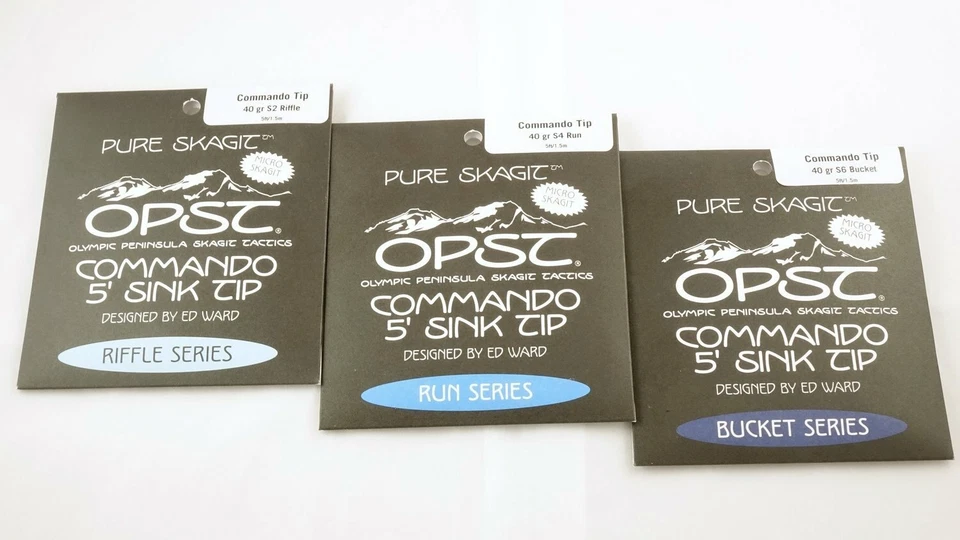 Commando Tip
40 gr S2 Riffle
5ft/1.5m
PURE SKAGIT™
MICRO
SKAGIT
OPST®
OLYMPIC PENINSULA SKAGIT TACTICS
COMMANDO
5' SINK TIP
DESIGNED BY ED WARD
RIFFLE SERIES
Commando Tip
40 gr S4 Run
5ft/1.5m
PURE SKAGIT™
MICRO
SKAGIT
OPST®
OLYMPIC PENINSULA SKAGIT TACTICS
COMMANDO
5' SINK TIP
DESIGNED BY ED WARD
RUN SERIES
Commando Tip
40 gr S6 Bucket
5ft/1.5m
PURE SKAGIT™
MICRO
SKAGIT
OPST®
OLYMPIC PENINSULA SKAGIT TACTICS
COMMANDO
5' SINK TIP
DESIGNED BY ED WARD
BUCKET SERIES